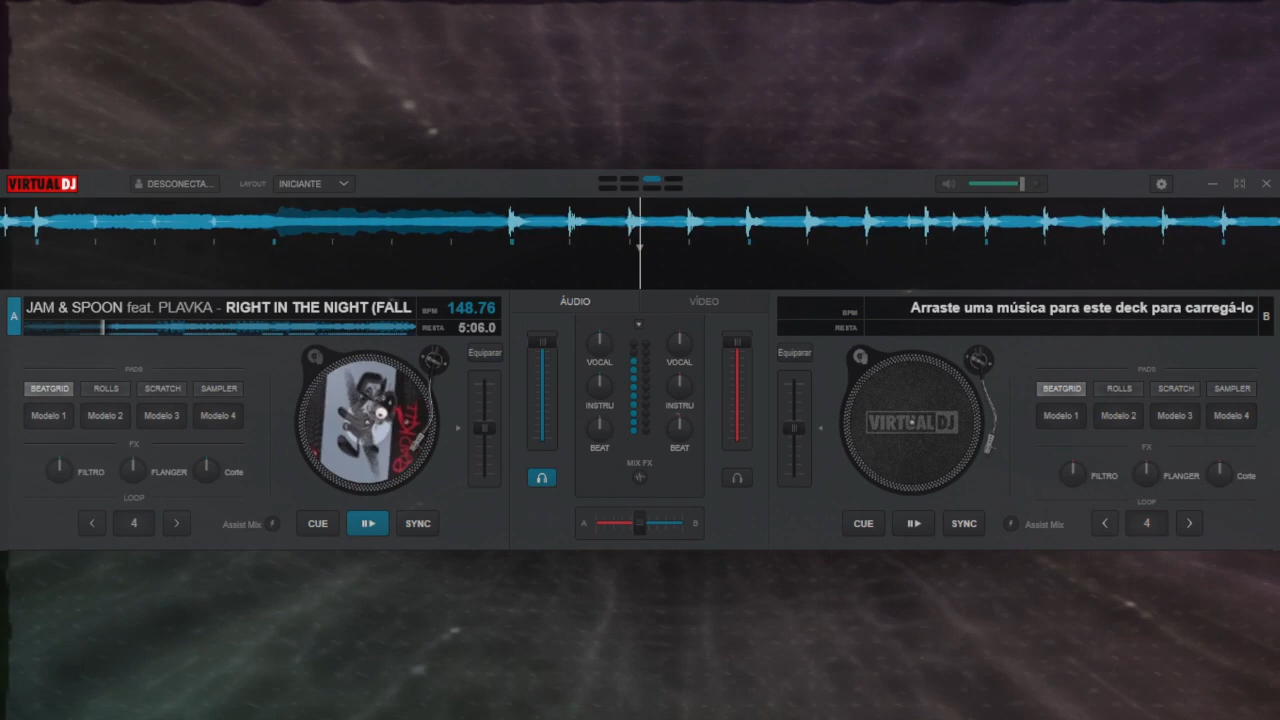 VIRTUALDJ
DESCONECTA... LAYOUT INICIANTE
A JAM & SPOON feat. PLAVKA - RIGHT IN THE NIGHT (FALL BPM 148.76
RESTA 5:06.0
ÁUDIO VÍDEO
BPM Arraste uma música para este deck para carregá-lo B
RESTA
Equiparar
VOCAL VOCAL
INSTRU INSTRU
BEAT BEAT
MIX FX
A B
Equiparar
PADS
BEATGRID ROLLS SCRATCH SAMPLER
Modelo 1 Modelo 2 Modelo 3 Modelo 4
FX
FILTRO FLANGER Corte
LOOP
4 Assist Mix CUE SYNC
VIRTUALDJ
PADS
BEATGRID ROLLS SCRATCH SAMPLER
Modelo 1 Modelo 2 Modelo 3 Modelo 4
FX
FILTRO FLANGER Corte
LOOP
CUE SYNC Assist Mix 4